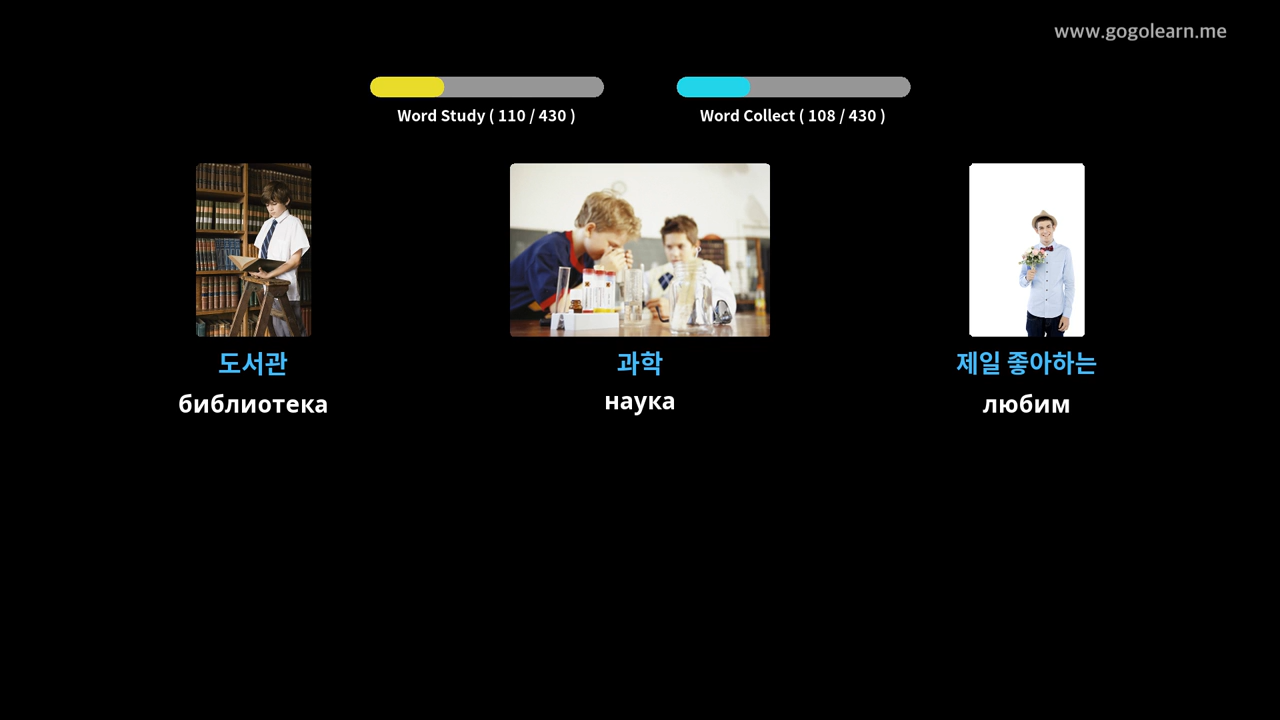 www.gogolearn.me
Word Study ( 110 / 430 )
Word Collect ( 108 / 430 )
도서관
библиотека
과학
наука
제일 좋아하는
любим